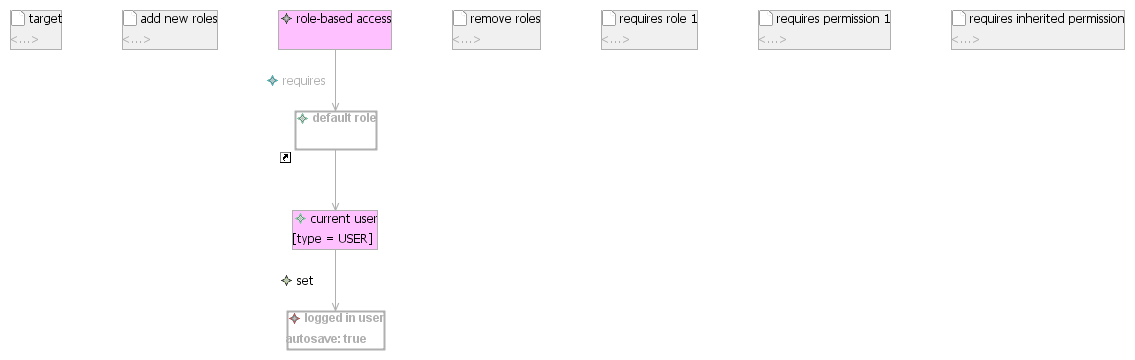 target
<...>
add new roles
<...>
role-based access
remove roles
<...>
requires role 1
<...>
requires permission 1
<...>
requires inherited permission
<...>
requires
default role
current user
[type = USER]
set
logged in user
autosave: true